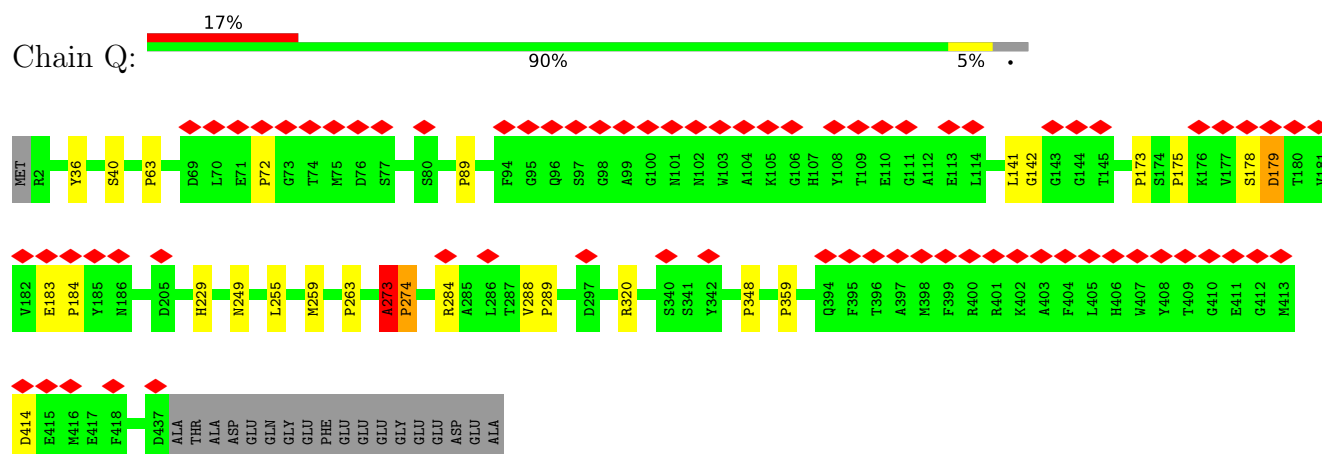 17%
Chain Q:
90% 5% •
MET R2 Y36 S40 P63 D69 L70 E71 P72 G73 T74 M75 D76 S77 S80 P89 F94 G95 Q96 S97 G98 A99 G100 N101 N102 W103 A104 K105 G106 H107 Y108 T109 E110 G111 A112 E113 L114 L141 G142 G143 G144 T145 P173 S174 P175 K176 V177 S178 D179 T180 V181
V182 E183 P184 Y185 N186 D205 H229 N249 L255 M259 P263 A273 P274 R284 A285 L286 T287 V288 P289 D297 R320 S340 S341 Y342 P348 P359 Q394 F395 T396 A397 M398 F399 R400 R401 K402 A403 F404 L405 H406 W407 Y408 T409 G410 E411 G412 M413
D414 E415 M416 E417 F418 D437 ALA THR ALA ASP GLU GLN GLY GLU PHE GLU GLU GLU GLY GLU GLU ASP GLU ALA